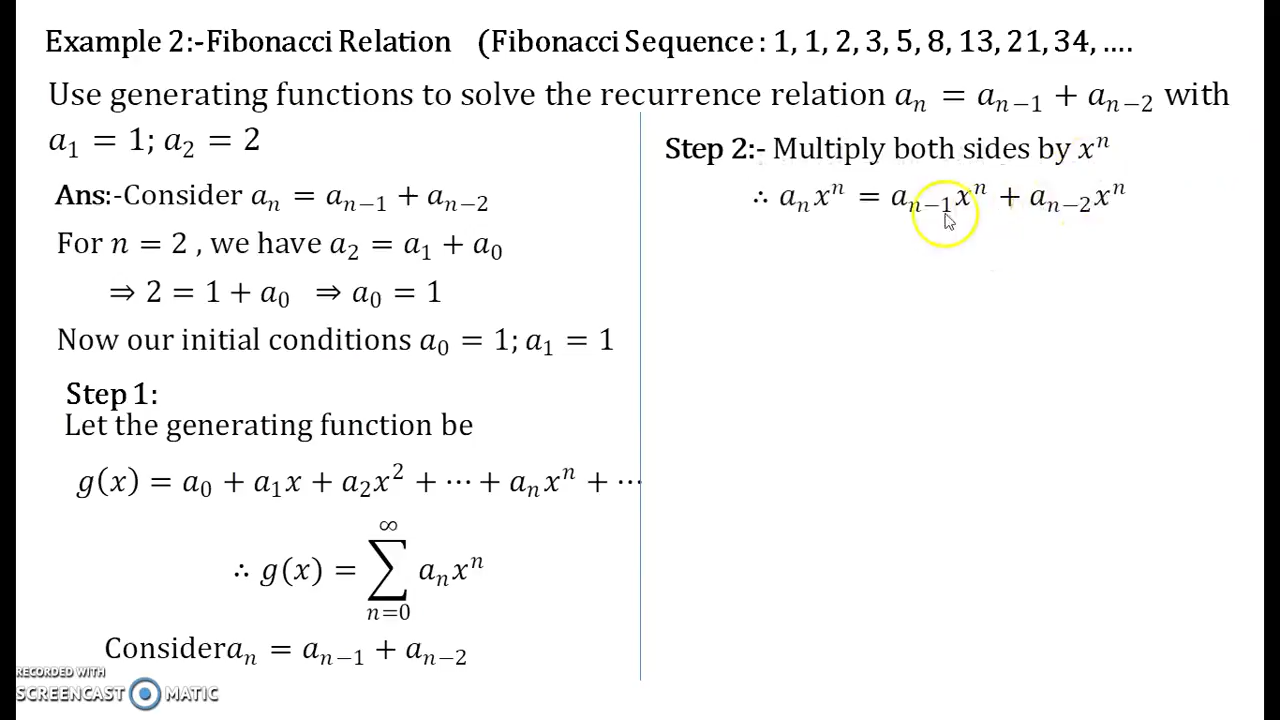 Example 2:-Fibonacci Relation (Fibonacci Sequence : 1, 1, 2, 3, 5, 8, 13, 21, 34, ....
Use generating functions to solve the recurrence relation aₙ = aₙ₋₁ + aₙ₋₂ with
a₁ = 1; a₂ = 2
Ans:-Consider aₙ = aₙ₋₁ + aₙ₋₂
For n = 2 , we have a₂ = a₁ + a₀
⇒ 2 = 1 + a₀ ⇒ a₀ = 1
Now our initial conditions a₀ = 1; a₁ = 1
Step 1:
Let the generating function be
g(x) = a₀ + a₁x + a₂x² + ⋯ + aₙxⁿ + ⋯
∴ g(x) = ∑_{n=0}^{∞} aₙxⁿ
Consideraₙ = aₙ₋₁ + aₙ₋₂
Step 2:- Multiply both sides by xⁿ
∴ aₙxⁿ = aₙ₋₁xⁿ + aₙ₋₂xⁿ
RECORDED WITH
SCREENCAST MATIC